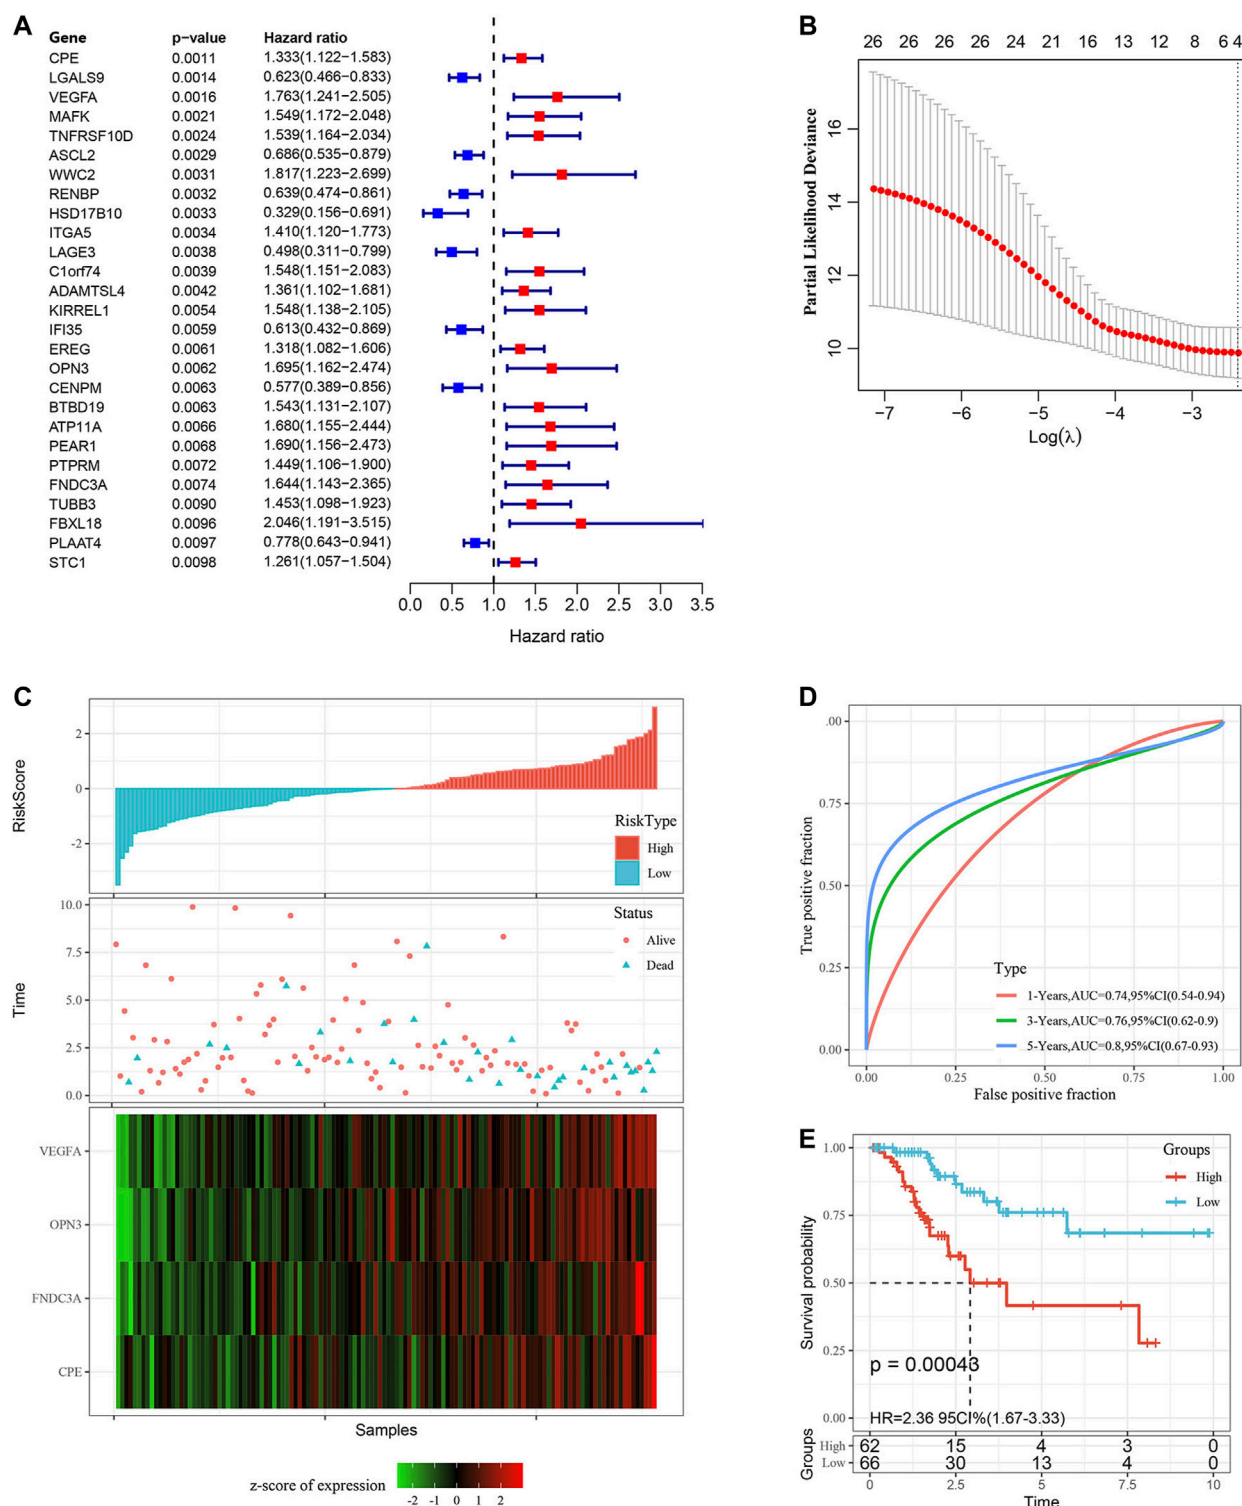 A
Gene p-value Hazard ratio
CPE 0.0011 1.333(1.122−1.583)
LGALS9 0.0014 0.623(0.466−0.833)
VEGFA 0.0016 1.763(1.241−2.505)
MAFK 0.0021 1.549(1.172−2.048)
TNFRSF10D 0.0024 1.539(1.164−2.034)
ASCL2 0.0029 0.686(0.535−0.879)
WWC2 0.0031 1.817(1.223−2.699)
RENBP 0.0032 0.639(0.474−0.861)
HSD17B10 0.0033 0.329(0.156−0.691)
ITGA5 0.0034 1.410(1.120−1.773)
LAGE3 0.0038 0.498(0.311−0.799)
C1orf74 0.0039 1.548(1.151−2.083)
ADAMTSL4 0.0042 1.361(1.102−1.681)
KIRREL1 0.0054 1.548(1.138−2.105)
IFI35 0.0059 0.613(0.432−0.869)
EREG 0.0061 1.318(1.082−1.606)
OPN3 0.0062 1.695(1.162−2.474)
CENPM 0.0063 0.577(0.389−0.856)
BTBD19 0.0063 1.543(1.131−2.107)
ATP11A 0.0066 1.680(1.155−2.444)
PEAR1 0.0068 1.690(1.156−2.473)
PTPRM 0.0072 1.449(1.106−1.900)
FNDC3A 0.0074 1.644(1.143−2.365)
TUBB3 0.0090 1.453(1.098−1.923)
FBXL18 0.0096 2.046(1.191−3.515)
PLAAT4 0.0097 0.778(0.643−0.941)
STC1 0.0098 1.261(1.057−1.504)
0.0 0.5 1.0 1.5 2.0 2.5 3.0 3.5
Hazard ratio
B
26 26 26 26 24 21 16 13 12 8 6 4
Partial Likelihood Deviance
16
14
12
10
−7 −6 −5 −4 −3
Log(λ)
C
RiskScore
2
0
-2
RiskType
High
Low
Time
10.0
7.5
5.0
2.5
0.0
Status
Alive
Dead
VEGFA
OPN3
FNDC3A
CPE
Samples
z-score of expression
-2 -1 0 1 2
D
True positive fraction
.00
0.75
0.50
0.25
0.00
Type
1-Years,AUC=0.74,95%CI(0.54-0.94)
3-Years,AUC=0.76,95%CI(0.62-0.9)
5-Years,AUC=0.8,95%CI(0.67-0.93)
0.00 0.25 0.50 0.75 1.00
False positive fraction
E
Survival probability
1.00
0.75
0.50
0.25
0.00
Groups
High
Low
p = 0.00043
HR=2.36 95CI%(1.67-3.33)
Groups
High 62 15 4 3 0
Low 66 30 13 4 0
0 2.5 5 7.5 10
Time